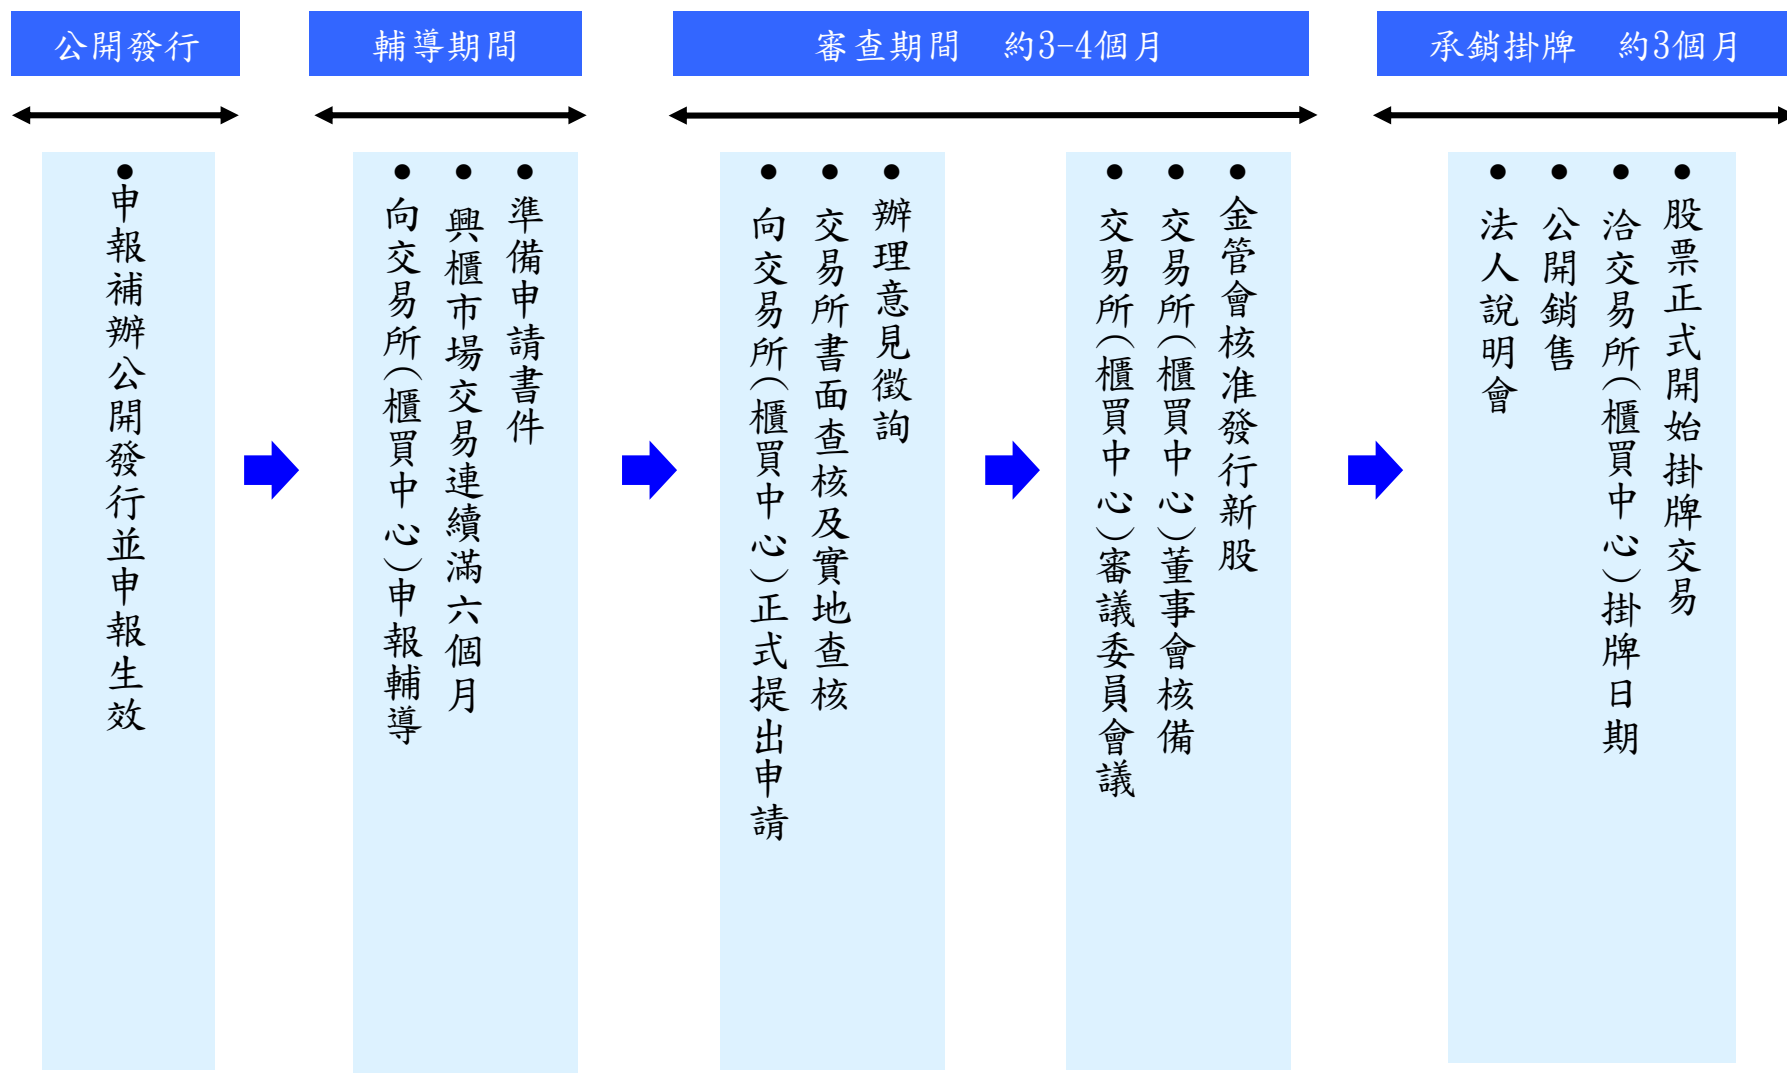 公開發行
輔導期間
審查期間　約3-4個月
承銷掛牌　約3個月
●申報補辦公開發行並申報生效
●向交易所(櫃買中心)申報輔導
●興櫃市場交易連續滿六個月
●準備申請書件
●向交易所(櫃買中心)正式提出申請
●交易所書面查核及實地查核
●辦理意見徵詢
●交易所(櫃買中心)審議委員會議
●交易所(櫃買中心)董事會核備
●金管會核准發行新股
●法人說明會
●公開銷售
●洽交易所(櫃買中心)掛牌日期
●股票正式開始掛牌交易